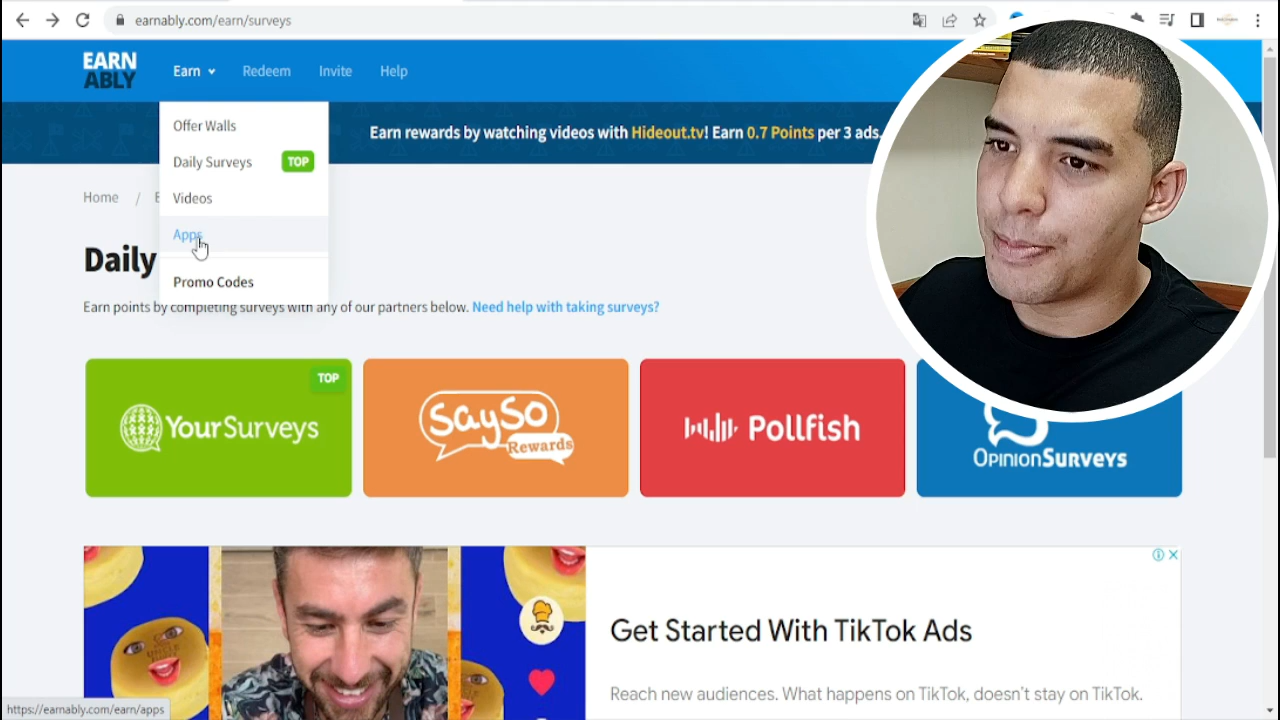 earnably.com/earn/surveys
EARN
ABLY
Earn
Redeem
Invite
Help
Offer Walls
Daily Surveys
TOP
Videos
Apps
Promo Codes
Earn rewards by watching videos with Hideout.tv! Earn 0.7 Points per 3 ads.
Home /
Daily
Earn points by completing surveys with any of our partners below. Need help with taking surveys?
TOP
YourSurveys
SaySo
Rewards
Pollfish
OPINIONSURVEYS
Get Started With TikTok Ads
Reach new audiences. What happens on TikTok, doesn't stay on TikTok.
https://earnably.com/earn/apps